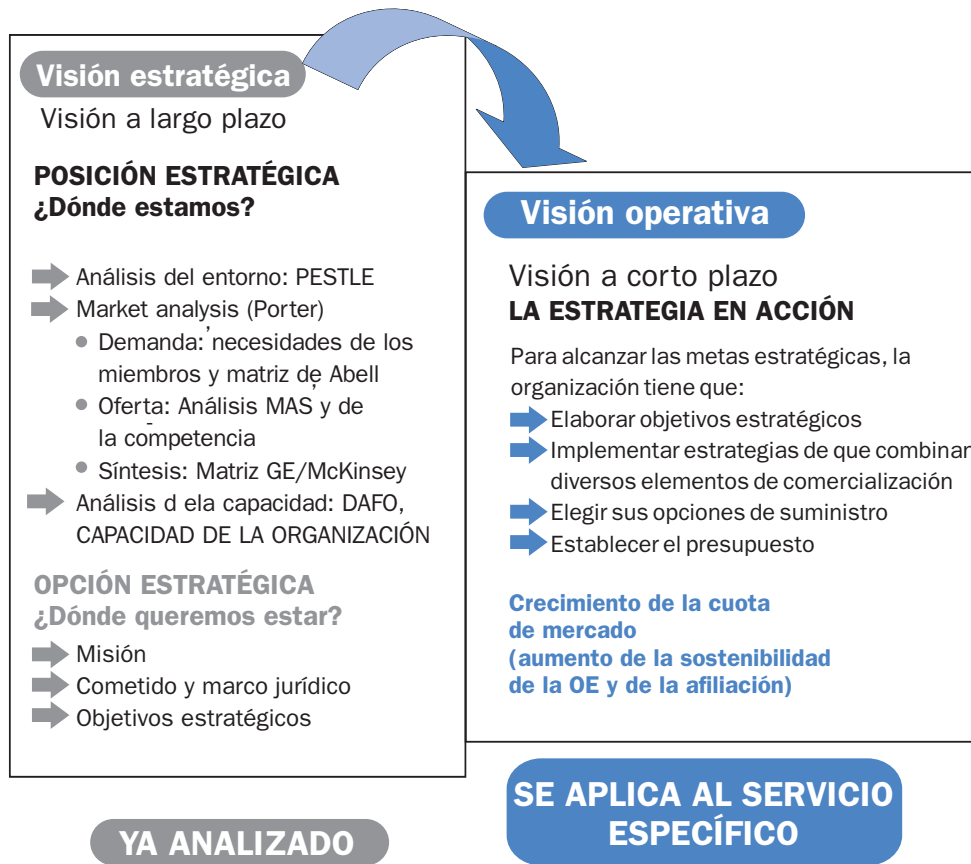 Visión estratégica
Visión a largo plazo
POSICIÓN ESTRATÉGICA
¿Dónde estamos?
Análisis del entorno: PESTLE
Market analysis (Porter)
Demanda: necesidades de los
miembros y matriz de Abell
Oferta: Análisis MAS y de
la competencia
Síntesis: Matriz GE/McKinsey
Análisis d ela capacidad: DAFO,
CAPACIDAD DE LA ORGANIZACIÓN
OPCIÓN ESTRATÉGICA
¿Dónde queremos estar?
Misión
Cometido y marco jurídico
Objetivos estratégicos
YA ANALIZADO
Visión operativa
Visión a corto plazo
LA ESTRATEGIA EN ACCIÓN
Para alcanzar las metas estratégicas, la
organización tiene que:
Elaborar objetivos estratégicos
Implementar estrategias de que combinan
diversos elementos de comercialización
Elegir sus opciones de suministro
Establecer el presupuesto
Crecimiento de la cuota
de mercado
(aumento de la sostenibilidad
de la OE y de la afiliación)
SE APLICA AL SERVICIO
ESPECÍFICO